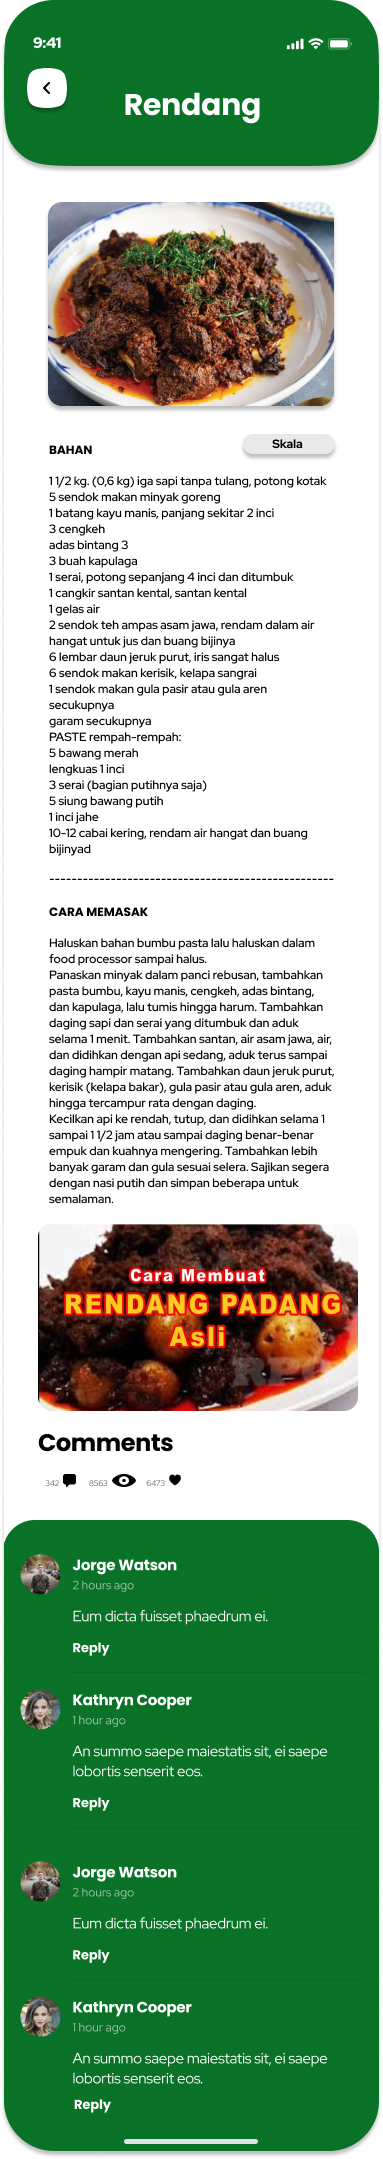 9:41
Rendang
BAHAN
Skala
1 1/2 kg. (0,6 kg) iga sapi tanpa tulang, potong kotak
5 sendok makan minyak goreng
1 batang kayu manis, panjang sekitar 2 inci
3 cengkeh
adas bintang 3
3 buah kapulaga
1 serai, potong sepanjang 4 inci dan ditumbuk
1 cangkir santan kental, santan kental
1 gelas air
2 sendok teh ampas asam jawa, rendam dalam air
hangat untuk jus dan buang bijinya
6 lembar daun jeruk purut, iris sangat halus
6 sendok makan kerisik, kelapa sangrai
1 sendok makan gula pasir atau gula aren
secukupnya
garam secukupnya
PASTE rempah-rempah:
5 bawang merah
lengkuas 1 inci
3 serai (bagian putihnya saja)
5 siung bawang putih
1 inci jahe
10-12 cabai kering, rendam air hangat dan buang
bijinyad
---------------------------------------------------
CARA MEMASAK
Haluskan bahan bumbu pasta lalu haluskan dalam
food processor sampai halus.
Panaskan minyak dalam panci rebusan, tambahkan
pasta bumbu, kayu manis, cengkeh, adas bintang,
dan kapulaga, lalu tumis hingga harum. Tambahkan
daging sapi dan serai yang ditumbuk dan aduk
selama 1 menit. Tambahkan santan, air asam jawa, air,
dan didihkan dengan api sedang, aduk terus sampai
daging hampir matang. Tambahkan daun jeruk purut,
kerisik (kelapa bakar), gula pasir atau gula aren, aduk
hingga tercampur rata dengan daging.
Kecilkan api ke rendah, tutup, dan didihkan selama 1
sampai 1 1/2 jam atau sampai daging benar-benar
empuk dan kuahnya mengering. Tambahkan lebih
banyak garam dan gula sesuai selera. Sajikan segera
dengan nasi putih dan simpan beberapa untuk
semalaman.
Cara Membuat
RENDANG PADANG
Asli
Comments
342 8563 6473
Jorge Watson
2 hours ago
Eum dicta fuisset phaedrum ei.
Reply
Kathryn Cooper
1 hour ago
An summo saepe maiestatis sit, ei saepe
lobortis senserit eos.
Reply
Jorge Watson
2 hours ago
Eum dicta fuisset phaedrum ei.
Reply
Kathryn Cooper
1 hour ago
An summo saepe maiestatis sit, ei saepe
lobortis senserit eos.
Reply